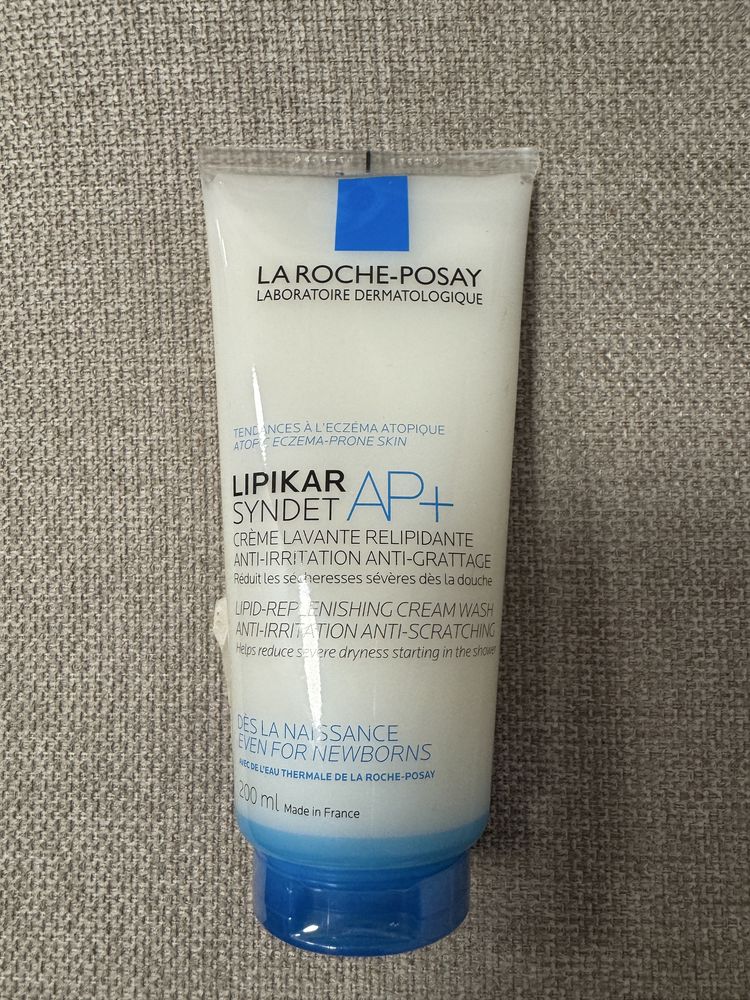 LA ROCHE-POSAY
LABORATOIRE DERMATOLOGIQUE
TENDANCES À L'ECZÉMA ATOPIQUE
ATOPIC ECZEMA-PRONE SKIN
LIPIKAR
SYNDET AP+
CRÈME LAVANTE RELIPIDANTE
ANTI-IRRITATION ANTI-GRATTAGE
Réduit les sécheresses sévères dès la douche
LIPID-REPLENISHING CREAM WASH
ANTI-IRRITATION ANTI-SCRATCHING
Helps reduce severe dryness starting in the shower
DÈS LA NAISSANCE
EVEN FOR NEWBORNS
AVEC DE L'EAU THERMALE DE LA ROCHE-POSAY
200 ml Made in France